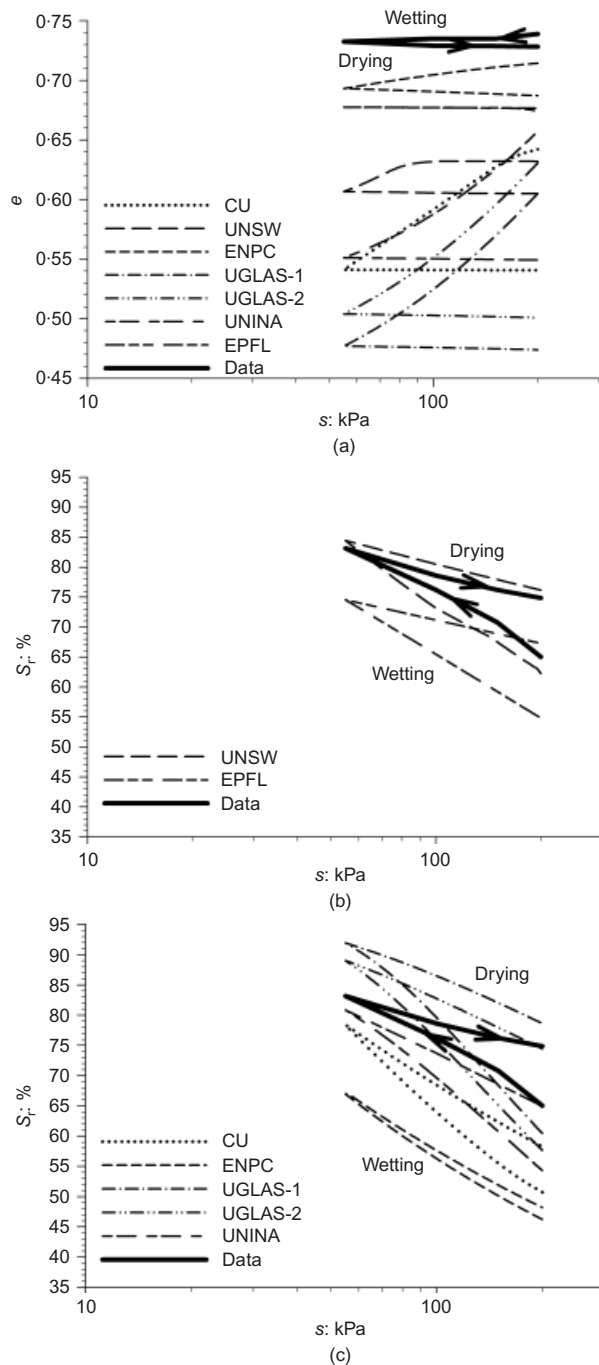 0·75
0·70
0·65
0·60
0·55
0·50
0·45
e
Wetting
Drying
CU
UNSW
ENPC
UGLAS-1
UGLAS-2
UNINA
EPFL
Data
10
100
s: kPa
(a)
95
90
85
80
75
70
65
60
55
50
45
40
35
Sr: %
Drying
Wetting
UNSW
EPFL
Data
10
100
s: kPa
(b)
95
90
85
80
75
70
65
60
55
50
45
40
35
Sr: %
Drying
Wetting
CU
ENPC
UGLAS-1
UGLAS-2
UNINA
Data
10
100
s: kPa
(c)